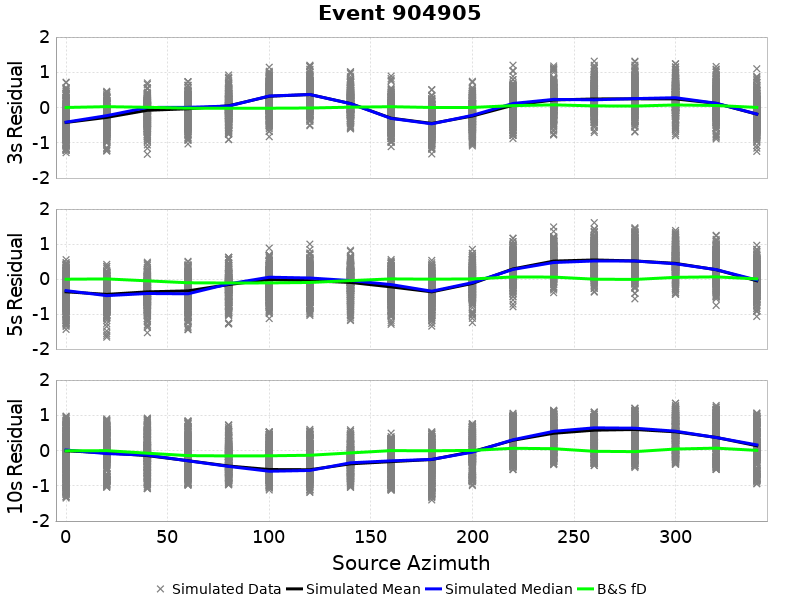 Event 904905
3s Residual
2
1
0
-1
-2
5s Residual
2
1
0
-1
-2
10s Residual
2
1
0
-1
-2
0 50 100 150 200 250 300
Source Azimuth
Simulated Data Simulated Mean Simulated Median B&S fD